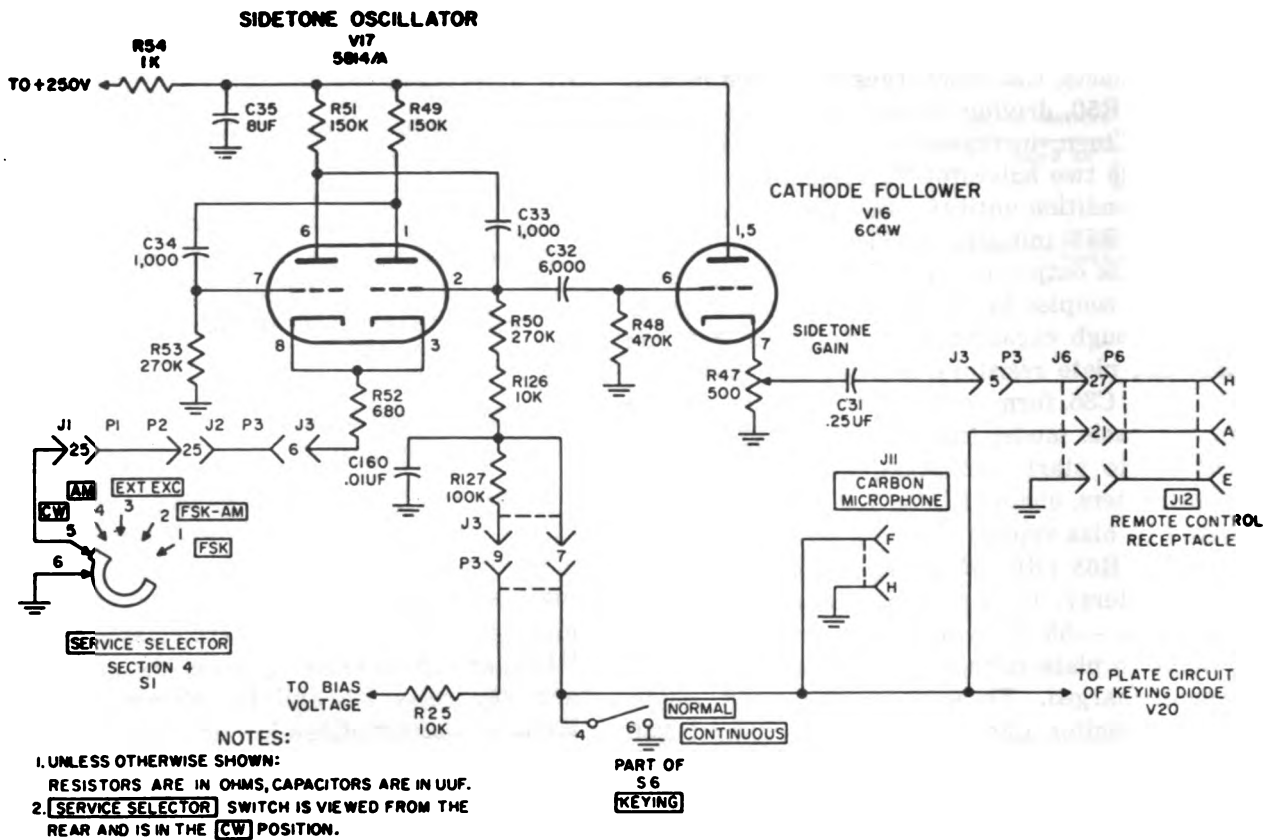 SIDETONE OSCILLATOR
V17
5814/A
R54
1K
TO +250V
C35
8UF
R51
150K
R49
150K
CATHODE FOLLOWER
V16
6C4W
C34
1,000
C33
1,000
C32
6,000
6
1
1,5
7
2
6
8
3
7
R53
270K
R50
270K
R48
470K
R52
680
R126
10K
SIDETONE
GAIN
R47
500
C31
.25UF
J3
P3
J6
P6
5
27
H
2
A
1
E
J12
REMOTE CONTROL
RECEPTACLE
J1
P1
P2
J2
P3
J3
25
25
6
C160
.01UF
R127
100K
J3
9
7
P3
J11
CARBON
MICROPHONE
F
H
AM
EXT EXC
CW
4
3
2
FSK-AM
1
FSK
5
6
SERVICE SELECTOR
SECTION 4
S1
TO BIAS
VOLTAGE
R25
10K
NORMAL
4
6
CONTINUOUS
PART OF
S6
KEYING
TO PLATE CIRCUIT
OF KEYING DIODE
V20
NOTES:
1. UNLESS OTHERWISE SHOWN:
RESISTORS ARE IN OHMS, CAPACITORS ARE IN UUF.
2. SERVICE SELECTOR SWITCH IS VIEWED FROM THE
REAR AND IS IN THE CW POSITION.